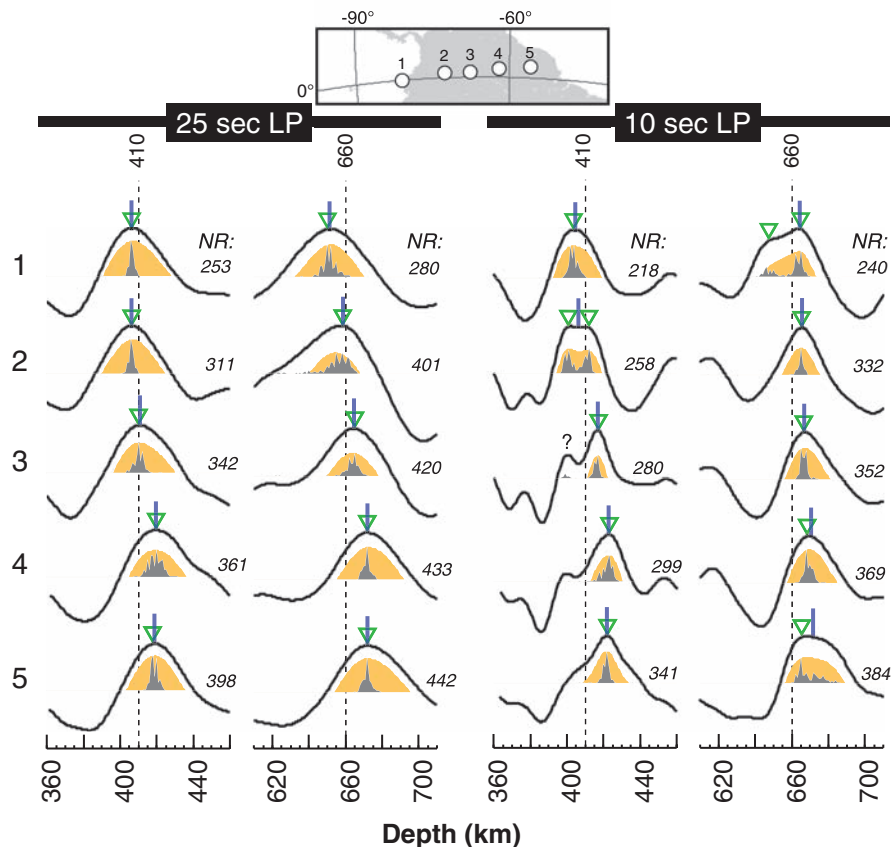 -90° -60°
1 2 3 4 5
0°
25 sec LP 10 sec LP
410 660 410 660
NR: NR:
1 253 280 218 240
2 311 401 258 332
?
3 342 420 280 352
4 361 433 299 369
5 398 442 341 384
360 400 440 620 660 700 360 400 440 620 660 700
Depth (km)